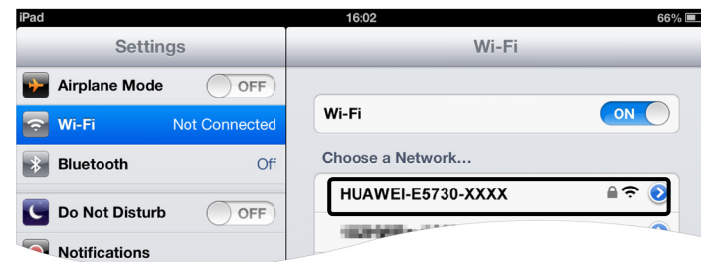 iPad 16:02 66%
Settings
Wi-Fi
Airplane Mode OFF
Wi-Fi Not Connected
Bluetooth Off
Do Not Disturb OFF
Notifications
Wi-Fi ON
Choose a Network...
HUAWEI-E5730-XXXX